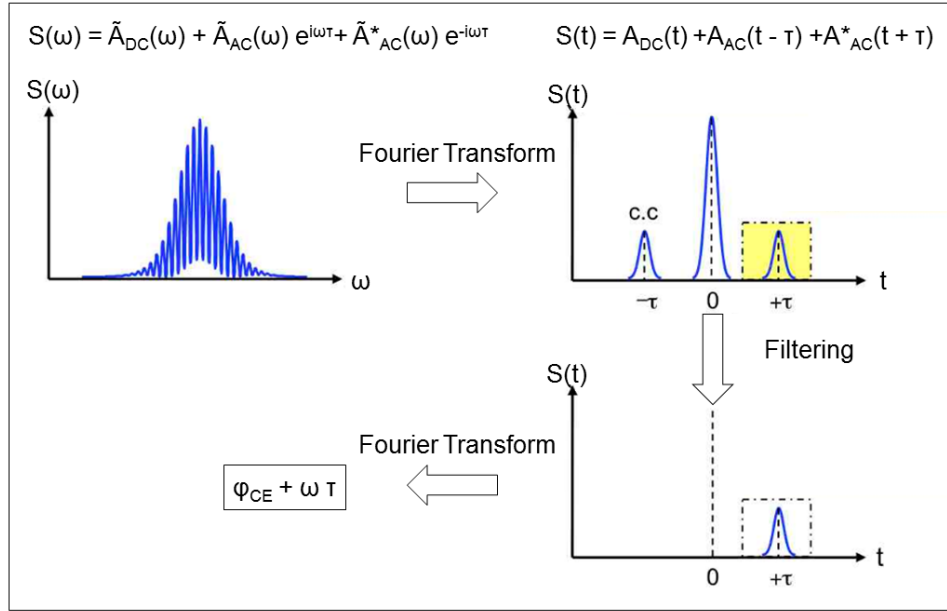 S(ω) = Ã_DC(ω) + Ã_AC(ω) e^iωτ + Ã*_AC(ω) e^-iωτ
S(t) = A_DC(t) +A_AC(t - τ) +A*_AC(t + τ)
S(ω)
ω
Fourier Transform
S(t)
c.c
−τ
0
+τ
t
Filtering
S(t)
0
+τ
t
Fourier Transform
φ_CE + ω τ